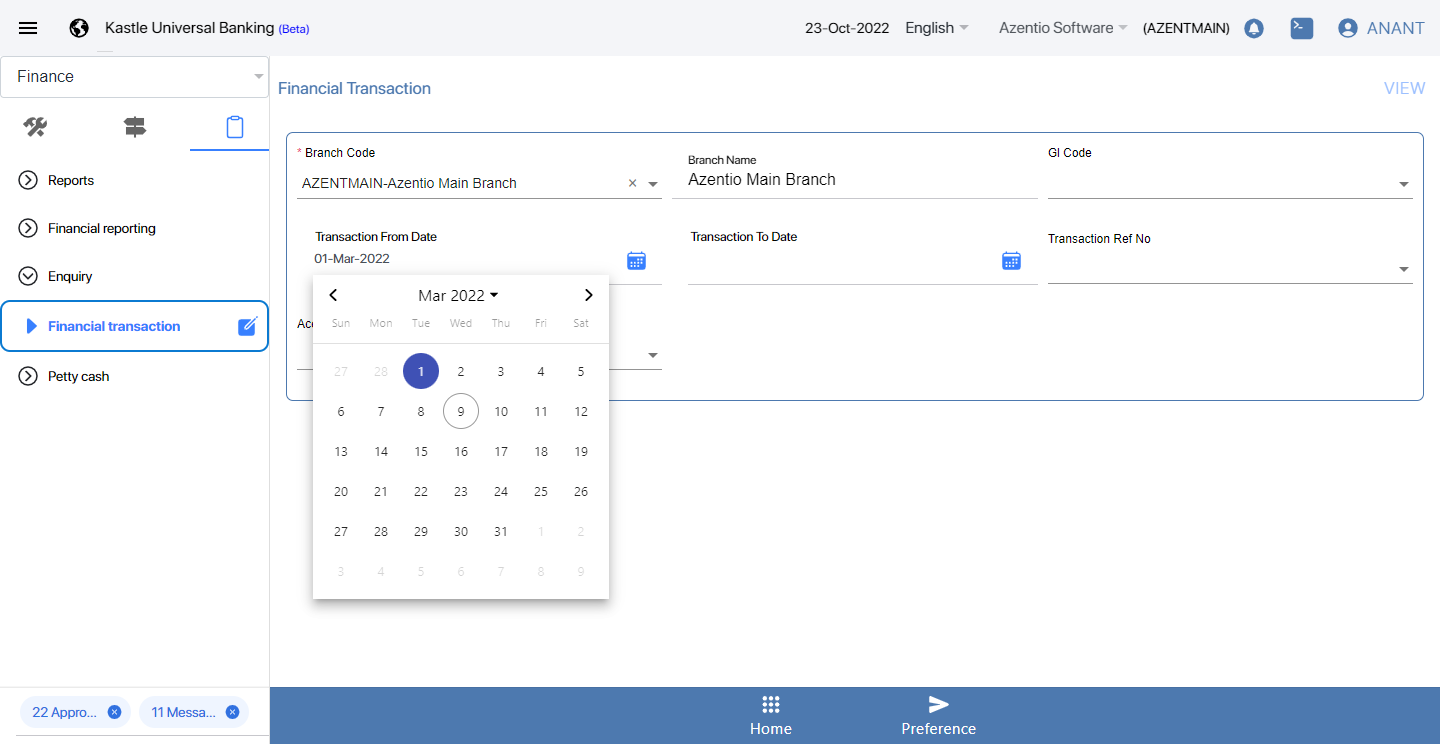 Kastle Universal Banking (Beta)
23-Oct-2022 English Azentio Software (AZENTMAIN) ANANT
Finance
Reports
Financial reporting
Enquiry
Financial transaction
Petty cash
22 Appro...
11 Messa...
Financial Transaction
VIEW
* Branch Code
AZENTMAIN-Azentio Main Branch
Branch Name
Azentio Main Branch
Gl Code
Transaction From Date
01-Mar-2022
Transaction To Date
Transaction Ref No
Acc
Mar 2022
Sun Mon Tue Wed Thu Fri Sat
27 28 1 2 3 4 5
6 7 8 9 10 11 12
13 14 15 16 17 18 19
20 21 22 23 24 25 26
27 28 29 30 31 1 2
3 4 5 6 7 8 9
Home
Preference